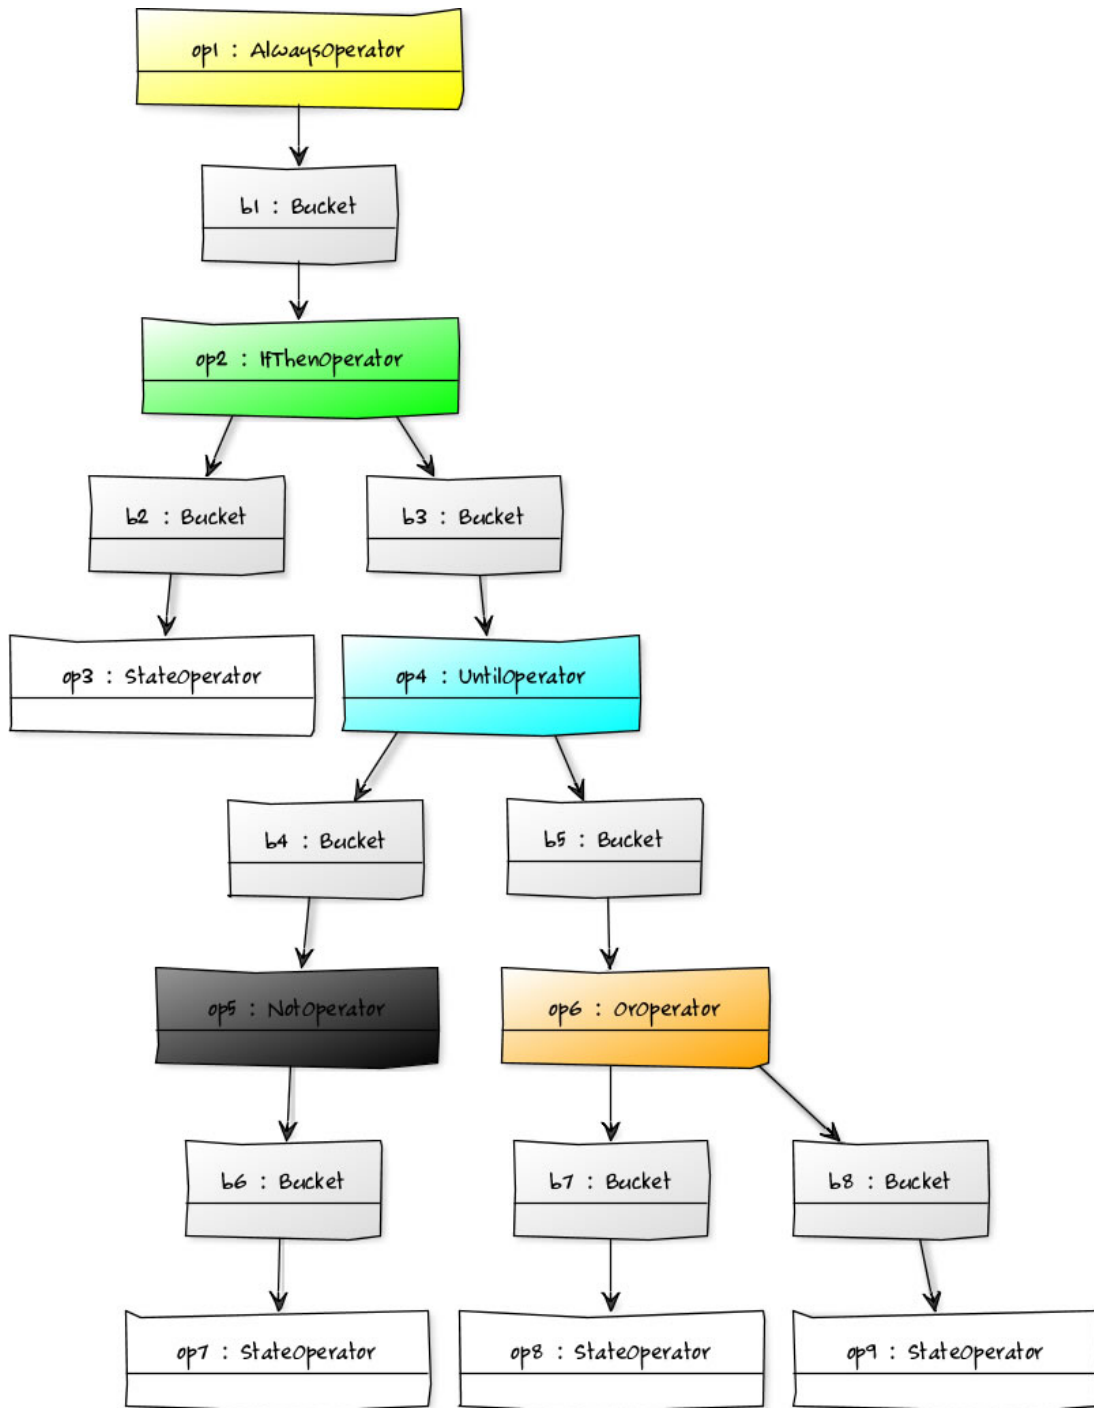 op1 : AlwaysOperator
b1 : Bucket
op2 : IfThenOperator
b2 : Bucket
b3 : Bucket
op3 : StateOperator
op4 : UntilOperator
b4 : Bucket
b5 : Bucket
op5 : NotOperator
op6 : OrOperator
b6 : Bucket
b7 : Bucket
b8 : Bucket
op7 : StateOperator
op8 : StateOperator
op9 : StateOperator